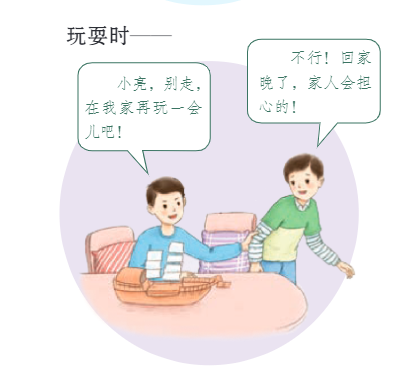 玩耍时——
小亮，别走，
在我家再玩一会
儿吧！
不行！回家
晚了，家人会担
心的！